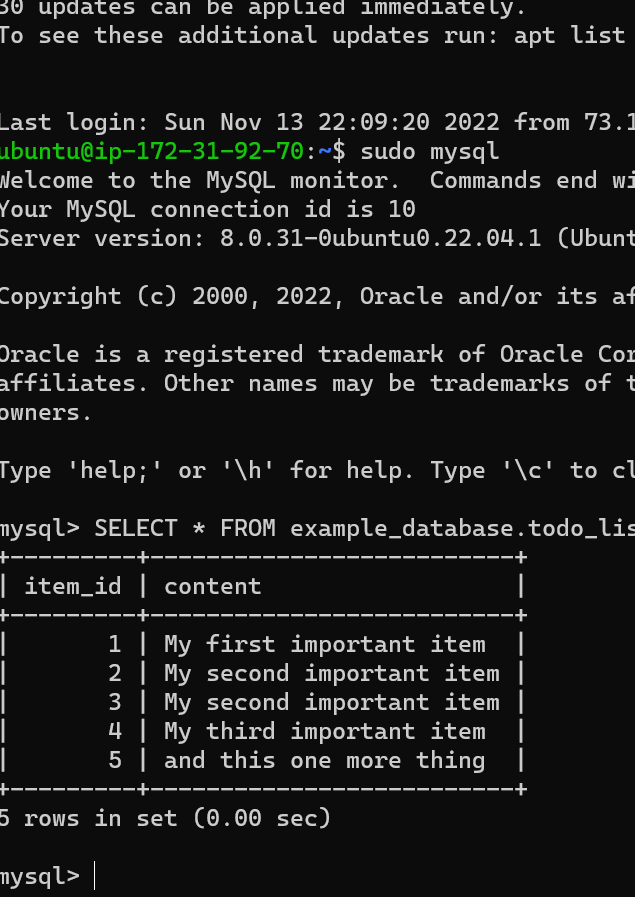 30 updates can be applied immediately.
To see these additional updates run: apt list
Last login: Sun Nov 13 22:09:20 2022 from 73.1
ubuntu@ip-172-31-92-70:~$ sudo mysql
Welcome to the MySQL monitor.  Commands end wi
Your MySQL connection id is 10
Server version: 8.0.31-0ubuntu0.22.04.1 (Ubunt
Copyright (c) 2000, 2022, Oracle and/or its af
Oracle is a registered trademark of Oracle Cor
affiliates. Other names may be trademarks of t
owners.
Type 'help;' or '\h' for help. Type '\c' to cl
mysql> SELECT * FROM example_database.todo_lis
+---------+--------------------------+
| item_id | content                  |
+---------+--------------------------+
|       1 | My first important item  |
|       2 | My second important item |
|       3 | My second important item |
|       4 | My third important item  |
|       5 | and this one more thing  |
+---------+--------------------------+
5 rows in set (0.00 sec)
mysql>